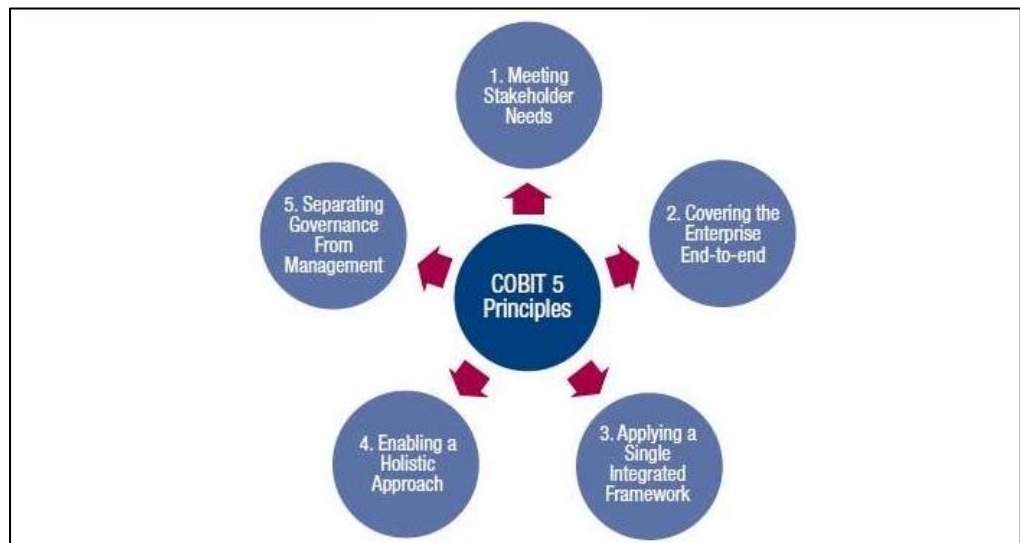 1. Meeting
Stakeholder
Needs
2. Covering the
Enterprise
End-to-end
3. Applying a
Single
Integrated
Framework
4. Enabling a
Holistic
Approach
5. Separating
Governance
From
Management
COBIT 5
Principles